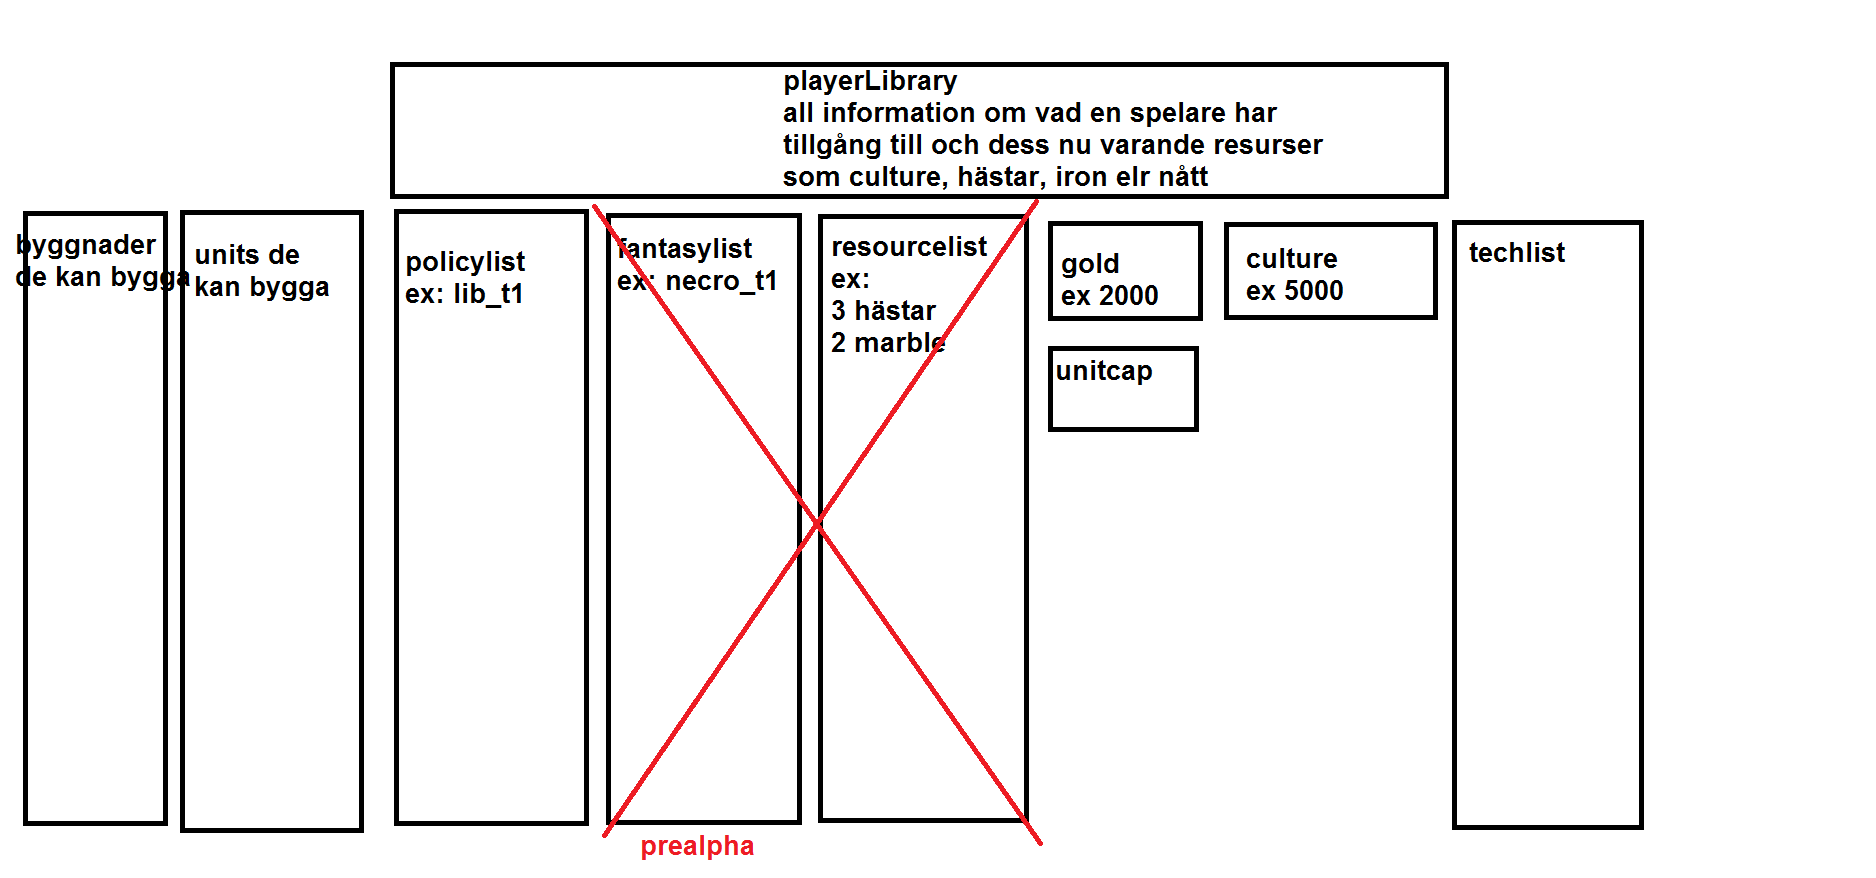 playerLibrary
all information om vad en spelare har
tillgång till och dess nu varande resurser
som culture, hästar, iron elr nått
byggnader
de kan bygga
units de
kan bygga
policylist
ex: lib_t1
fantasylist
ex: necro_t1
resourcelist
ex:
3 hästar
2 marble
gold
ex 2000
culture
ex 5000
unitcap
techlist
prealpha